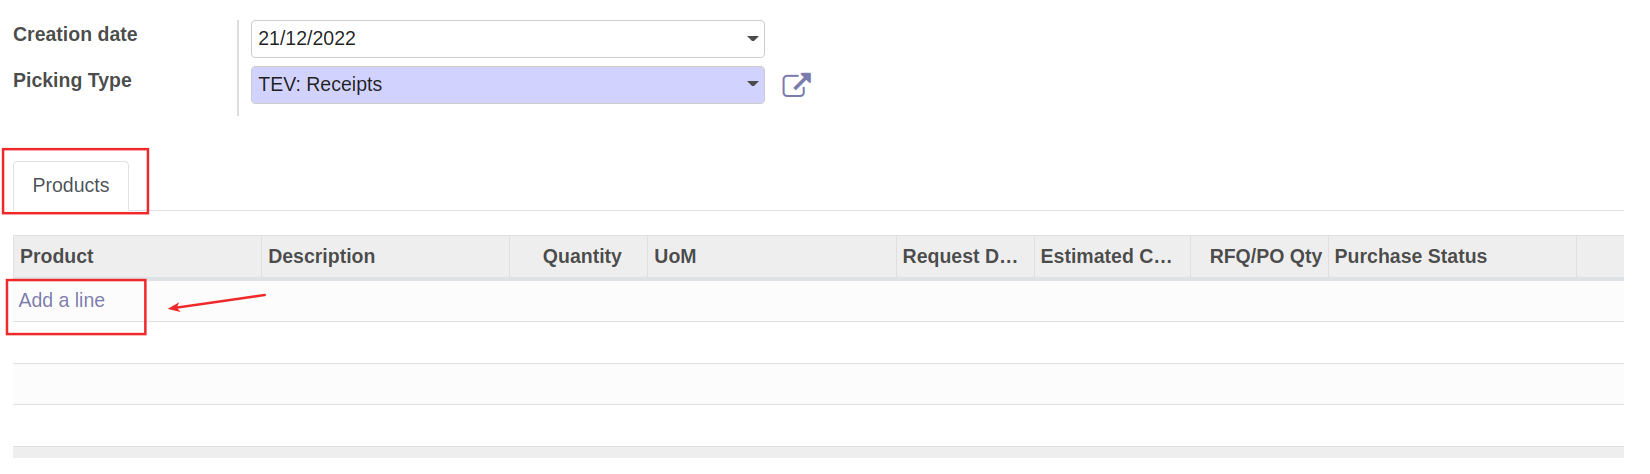 Creation date 21/12/2022
Picking Type TEV: Receipts
Products
Product Description Quantity UoM Request D... Estimated C... RFQ/PO Qty Purchase Status
Add a line